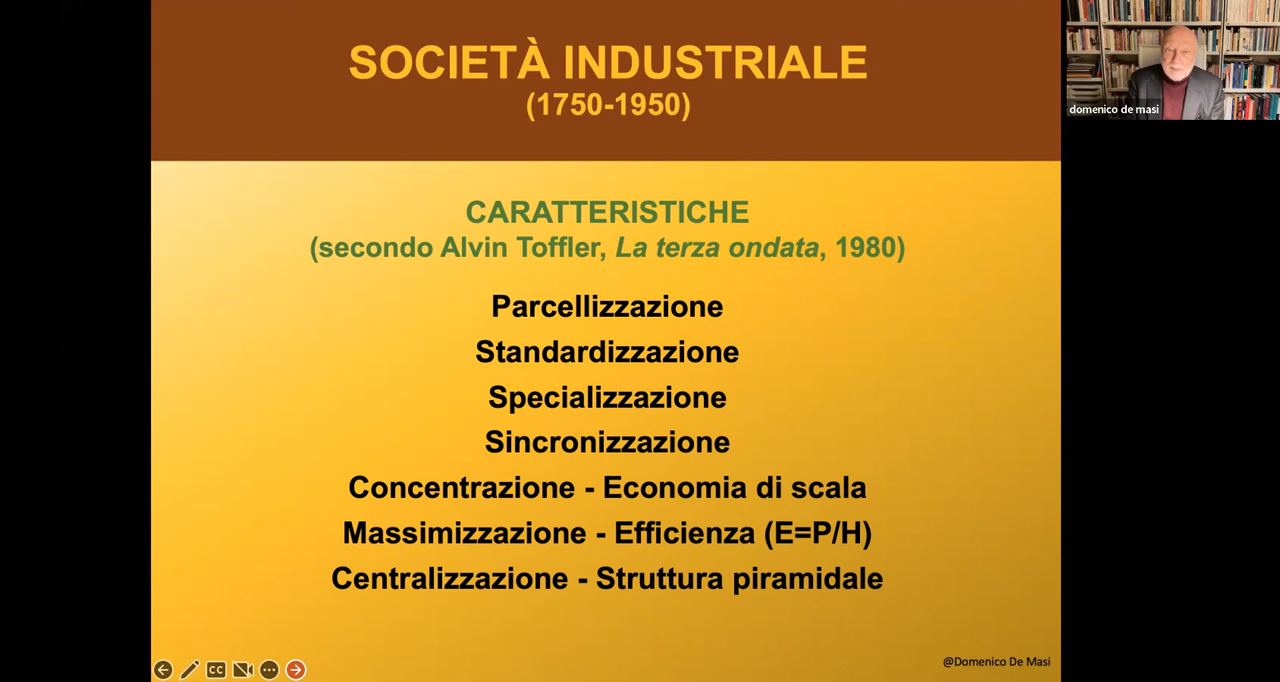 SOCIETÀ INDUSTRIALE
(1750-1950)
CARATTERISTICHE
(secondo Alvin Toffler, La terza ondata, 1980)
Parcellizzazione
Standardizzazione
Specializzazione
Sincronizzazione
Concentrazione - Economia di scala
Massimizzazione - Efficienza (E=P/H)
Centralizzazione - Struttura piramidale
@Domenico De Masi
domenico de masi
CC